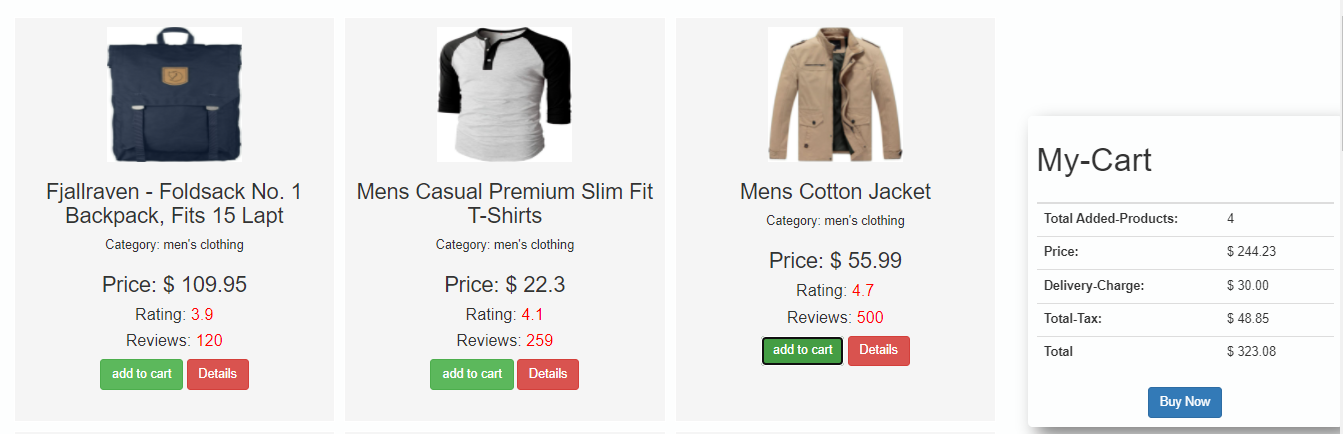 Fjallraven - Foldsack No. 1
Backpack, Fits 15 Lapt
Category: men's clothing
Price: $ 109.95
Rating: 3.9
Reviews: 120
add to cart Details
Mens Casual Premium Slim Fit
T-Shirts
Category: men's clothing
Price: $ 22.3
Rating: 4.1
Reviews: 259
add to cart Details
Mens Cotton Jacket
Category: men's clothing
Price: $ 55.99
Rating: 4.7
Reviews: 500
add to cart Details
My-Cart
Total Added-Products: 4
Price: $ 244.23
Delivery-Charge: $ 30.00
Total-Tax: $ 48.85
Total $ 323.08
Buy Now